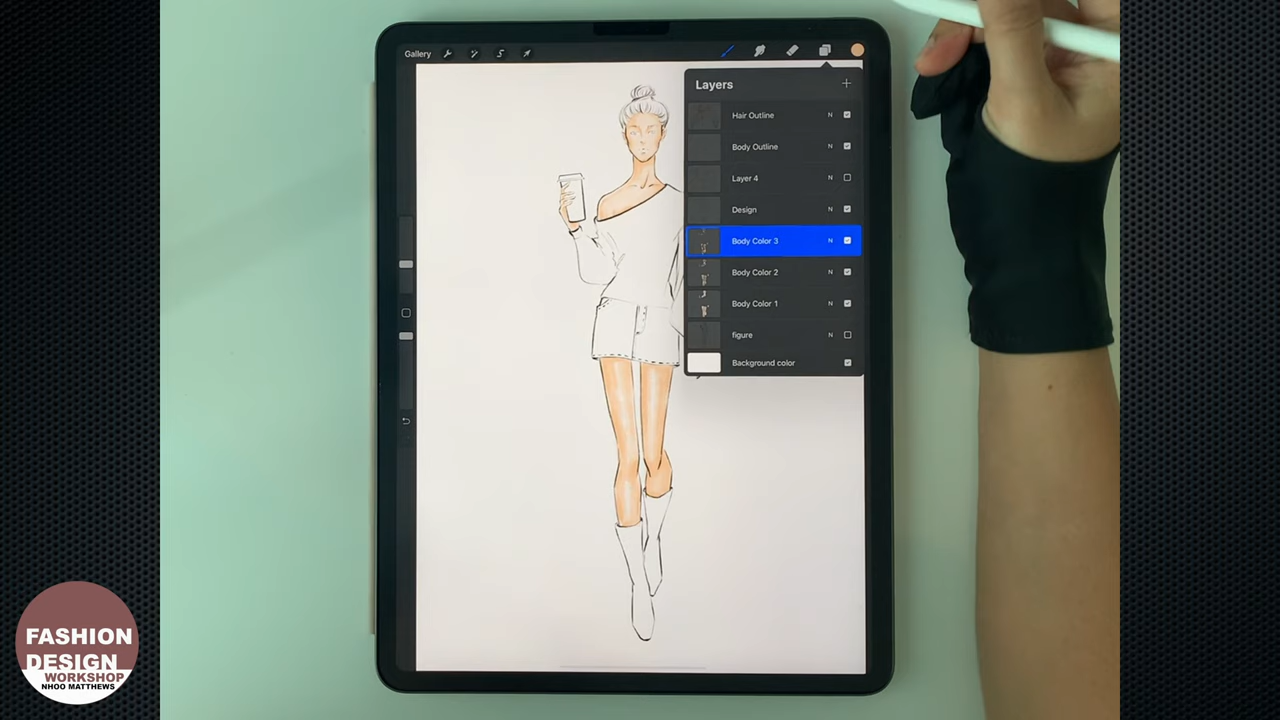 Gallery
Layers
Hair Outline N
Body Outline N
Layer 4 N
Design N
Body Color 3 N
Body Color 2 N
Body Color 1 N
figure N
Background color
FASHION
DESIGN
WORKSHOP
NHOO MATTHEWS